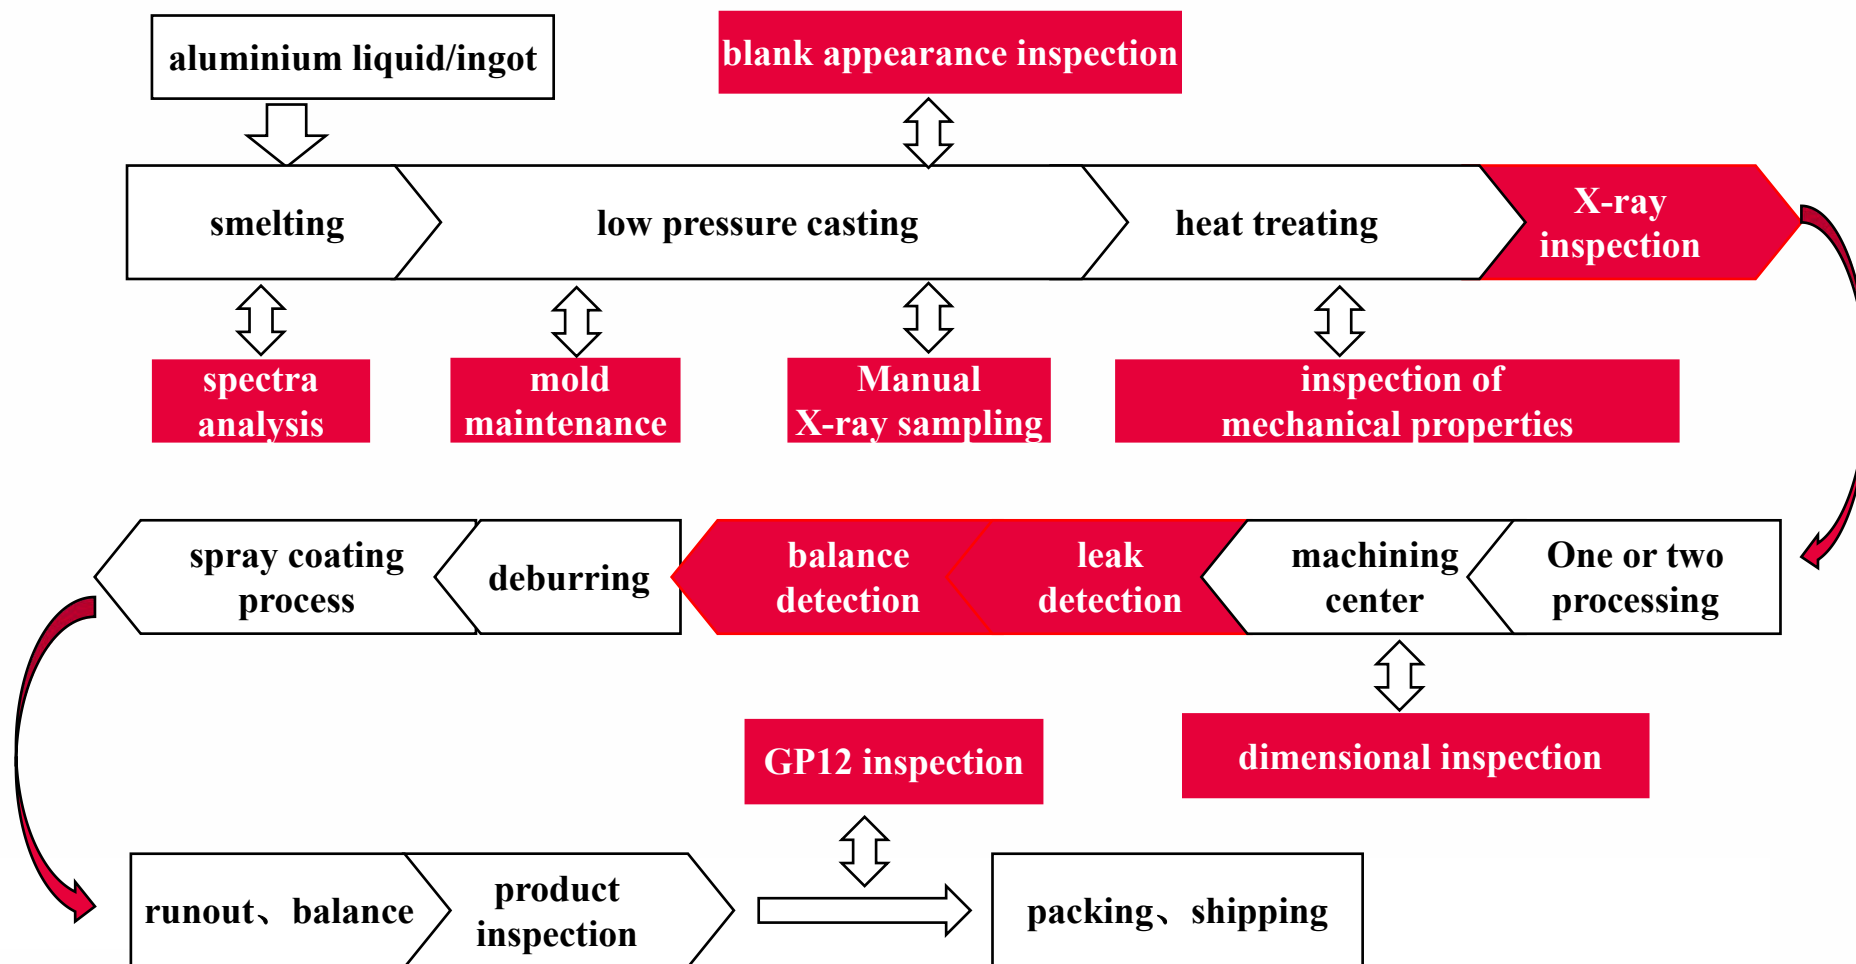 aluminium liquid/ingot
blank appearance inspection
smelting
low pressure casting
heat treating
X-ray
inspection
spectra
analysis
mold
maintenance
Manual
X-ray sampling
inspection of
mechanical properties
spray coating
process
deburring
balance
detection
leak
detection
machining
center
One or two
processing
GP12 inspection
dimensional inspection
runout、balance
product
inspection
packing、shipping